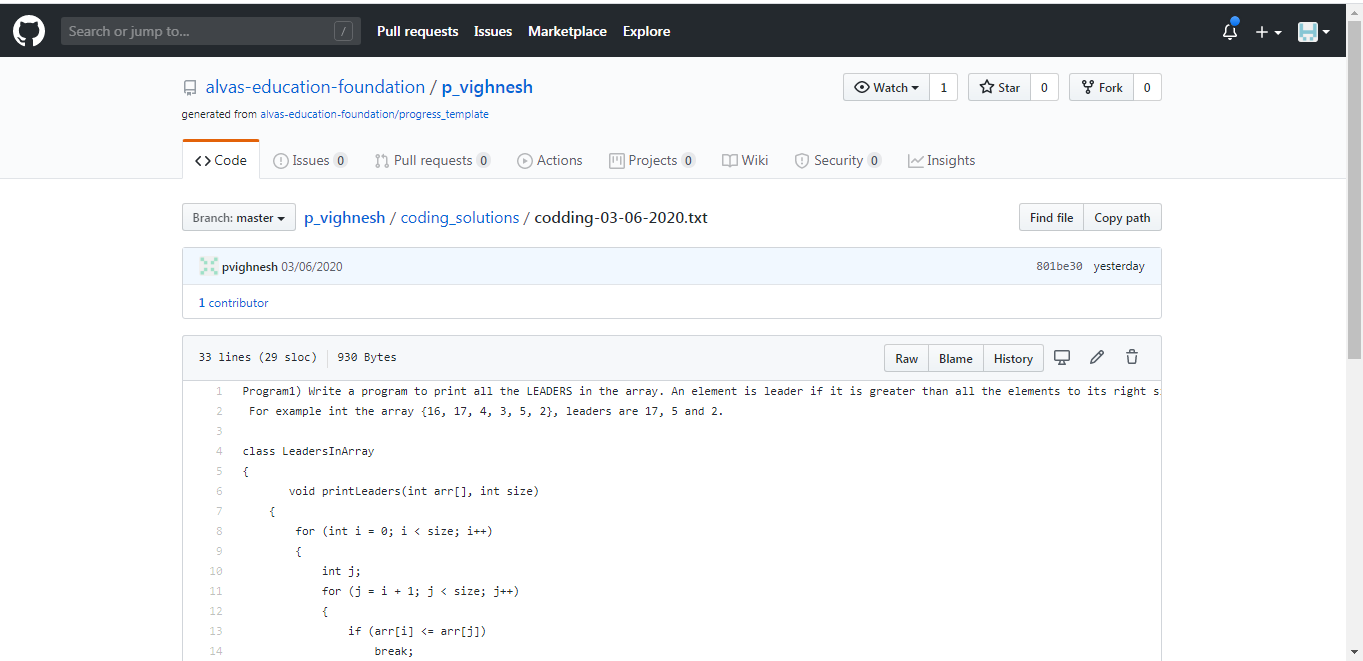 Search or jump to... /
Pull requests Issues Marketplace Explore
alvas-education-foundation / p_vighnesh
Watch 1 Star 0 Fork 0
generated from alvas-education-foundation/progress_template
<> Code Issues 0 Pull requests 0 Actions Projects 0 Wiki Security 0 Insights
Branch: master p_vighnesh / coding_solutions / codding-03-06-2020.txt Find file Copy path
pvighnesh 03/06/2020 801be30 yesterday
1 contributor
33 lines (29 sloc) 930 Bytes Raw Blame History
1 Program1) Write a program to print all the LEADERS in the array. An element is leader if it is greater than all the elements to its right s
2 For example int the array {16, 17, 4, 3, 5, 2}, leaders are 17, 5 and 2.
3
4 class LeadersInArray
5 {
6 void printLeaders(int arr[], int size)
7 {
8 for (int i = 0; i < size; i++)
9 {
10 int j;
11 for (j = i + 1; j < size; j++)
12 {
13 if (arr[i] <= arr[j])
14 break;